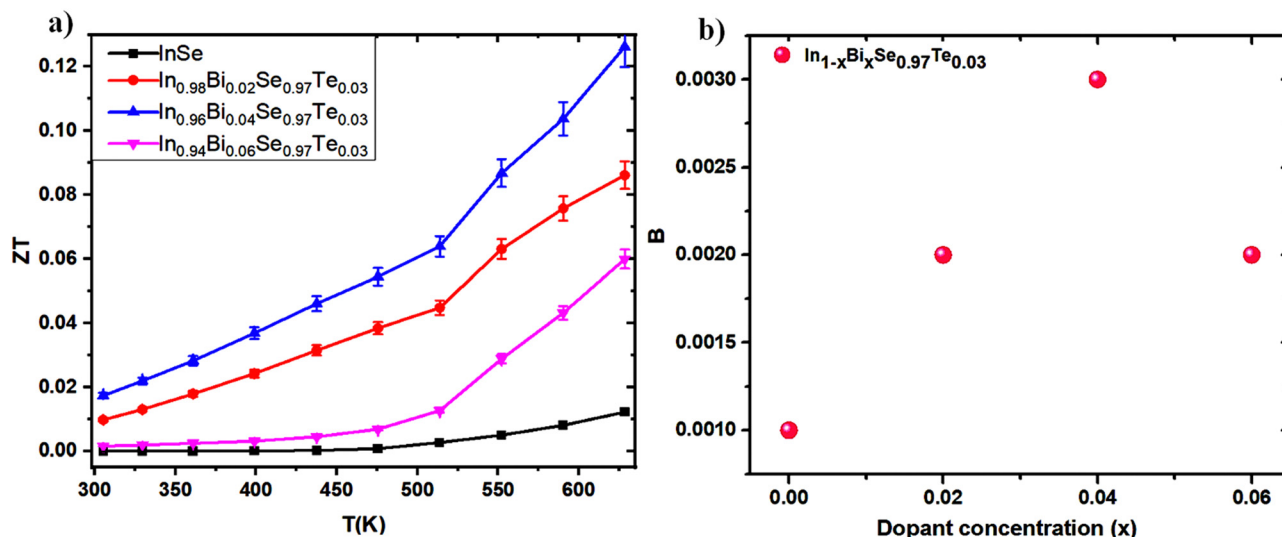 a)
InSe
In0.98Bi0.02Se0.97Te0.03
In0.96Bi0.04Se0.97Te0.03
In0.94Bi0.06Se0.97Te0.03
0.12
0.10
0.08
0.06
0.04
0.02
0.00
ZT
300 350 400 450 500 550 600
T(K)
b)
In1-xBixSe0.97Te0.03
0.0030
0.0025
0.0020
0.0015
0.0010
B
0.00 0.02 0.04 0.06
Dopant concentration (x)